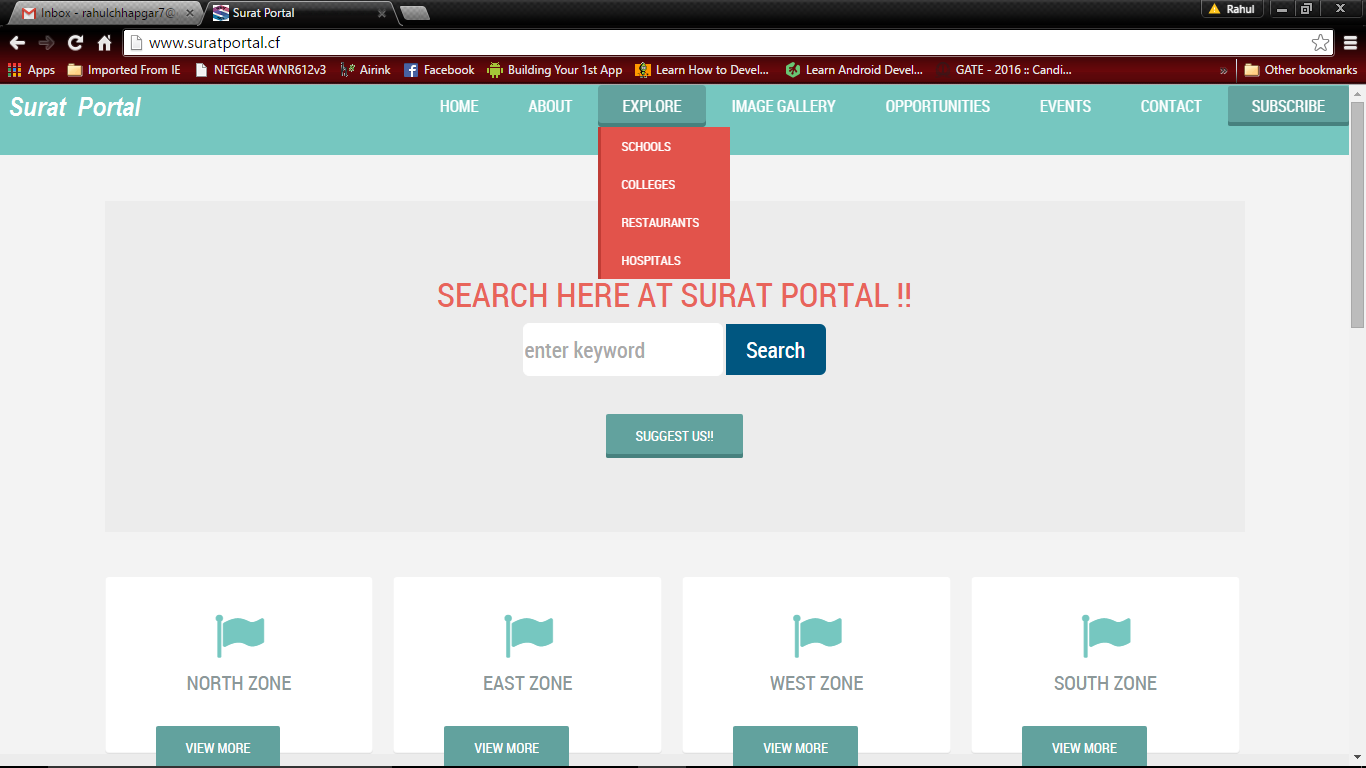 Inbox - rahulchhapgar7@
Surat Portal
Rahul
www.suratportal.cf
Apps Imported From IE NETGEAR WNR612v3 Airink Facebook Building Your 1st App Learn How to Devel... Learn Android Devel... GATE - 2016 :: Candi... » Other bookmarks
Surat Portal HOME ABOUT EXPLORE IMAGE GALLERY OPPORTUNITIES EVENTS CONTACT SUBSCRIBE
SCHOOLS
COLLEGES
RESTAURANTS
HOSPITALS
SEARCH HERE AT SURAT PORTAL !!
enter keyword Search
SUGGEST US!!
NORTH ZONE EAST ZONE WEST ZONE SOUTH ZONE
VIEW MORE VIEW MORE VIEW MORE VIEW MORE